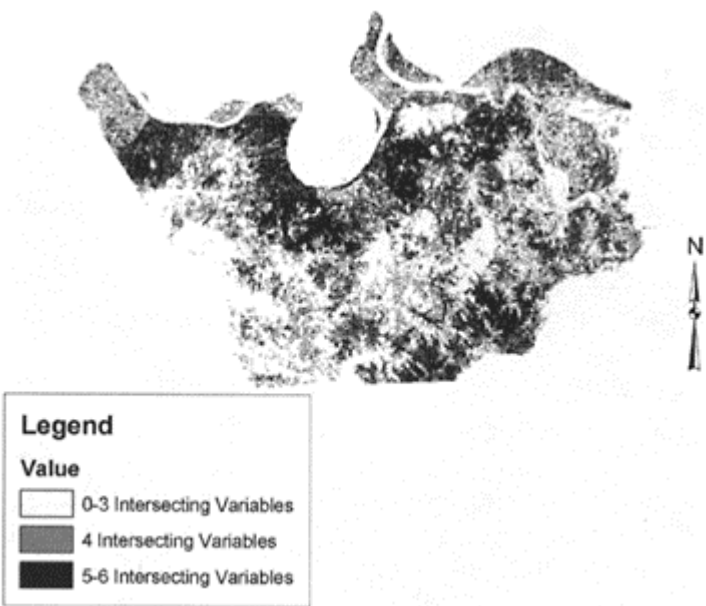 N
Legend
Value
0-3 Intersecting Variables
4 Intersecting Variables
5-6 Intersecting Variables